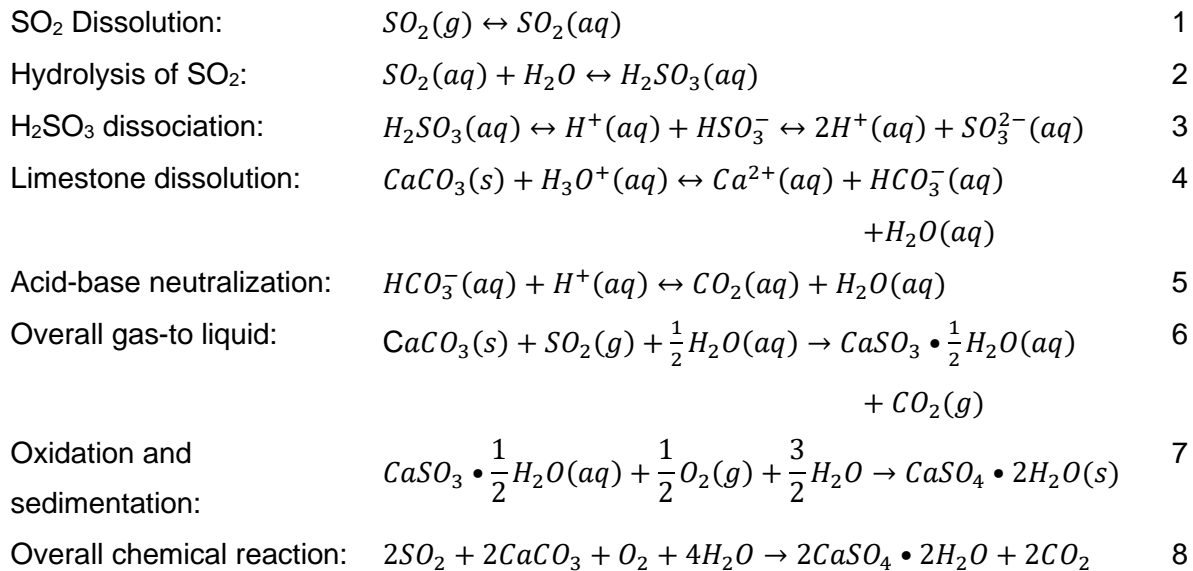 SO₂ Dissolution: 𝑆𝑂₂(𝑔) ↔ 𝑆𝑂₂(𝑎𝑞) 1
Hydrolysis of SO₂: 𝑆𝑂₂(𝑎𝑞) + 𝐻₂𝑂 ↔ 𝐻₂𝑆𝑂₃(𝑎𝑞) 2
H₂SO₃ dissociation: 𝐻₂𝑆𝑂₃(𝑎𝑞) ↔ 𝐻⁺(𝑎𝑞) + 𝐻𝑆𝑂₃⁻ ↔ 2𝐻⁺(𝑎𝑞) + 𝑆𝑂₃²⁻(𝑎𝑞) 3
Limestone dissolution: 𝐶𝑎𝐶𝑂₃(𝑠) + 𝐻₃𝑂⁺(𝑎𝑞) ↔ 𝐶𝑎²⁺(𝑎𝑞) + 𝐻𝐶𝑂₃⁻(𝑎𝑞) 4
+𝐻₂𝑂(𝑎𝑞)
Acid-base neutralization: 𝐻𝐶𝑂₃⁻(𝑎𝑞) + 𝐻⁺(𝑎𝑞) ↔ 𝐶𝑂₂(𝑎𝑞) + 𝐻₂𝑂(𝑎𝑞) 5
Overall gas-to liquid: C𝑎𝐶𝑂₃(𝑠) + 𝑆𝑂₂(𝑔) + ½𝐻₂𝑂(𝑎𝑞) → 𝐶𝑎𝑆𝑂₃ • ½𝐻₂𝑂(𝑎𝑞) 6
+ 𝐶𝑂₂(𝑔)
Oxidation and
sedimentation: 𝐶𝑎𝑆𝑂₃ • ½𝐻₂𝑂(𝑎𝑞) + ½𝑂₂(𝑔) + 3/2𝐻₂𝑂 → 𝐶𝑎𝑆𝑂₄ • 2𝐻₂𝑂(𝑠) 7
Overall chemical reaction: 2𝑆𝑂₂ + 2𝐶𝑎𝐶𝑂₃ + 𝑂₂ + 4𝐻₂𝑂 → 2𝐶𝑎𝑆𝑂₄ • 2𝐻₂𝑂 + 2𝐶𝑂₂ 8